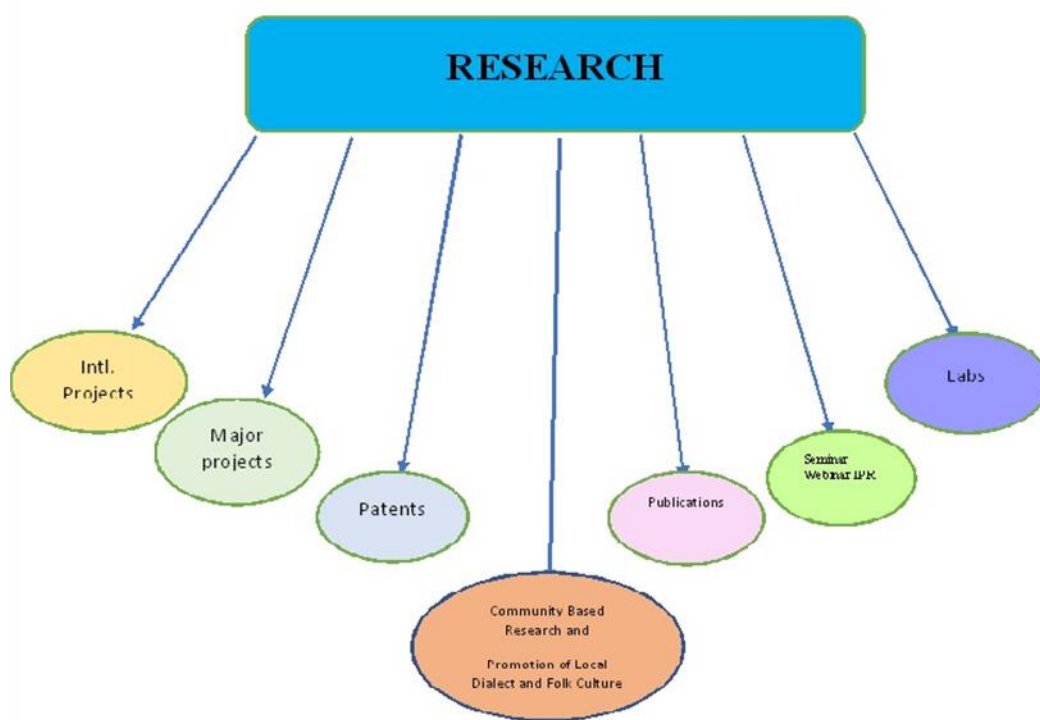 RESEARCH
Intl.
Projects
Major
projects
Patents
Community Based
Research and
Promotion of Local
Dialect and Folk Culture
Publications
Seminar
Webinar IPR
Labs